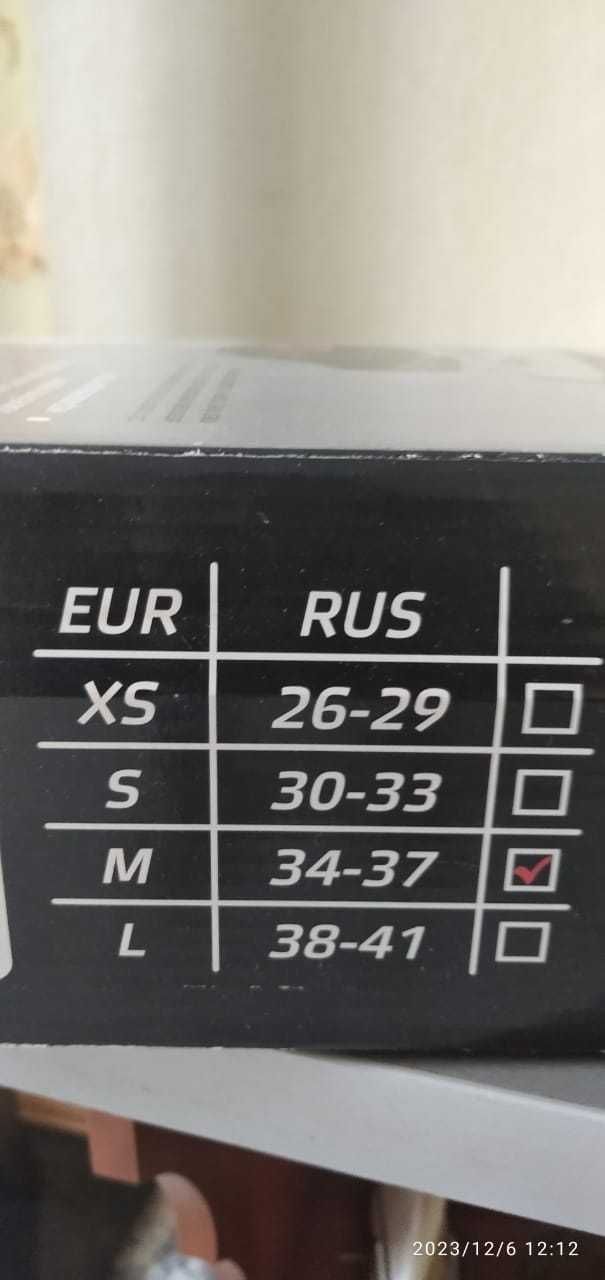 EUR RUS
XS 26-29
S 30-33
M 34-37
L 38-41
2023/12/6 12:12